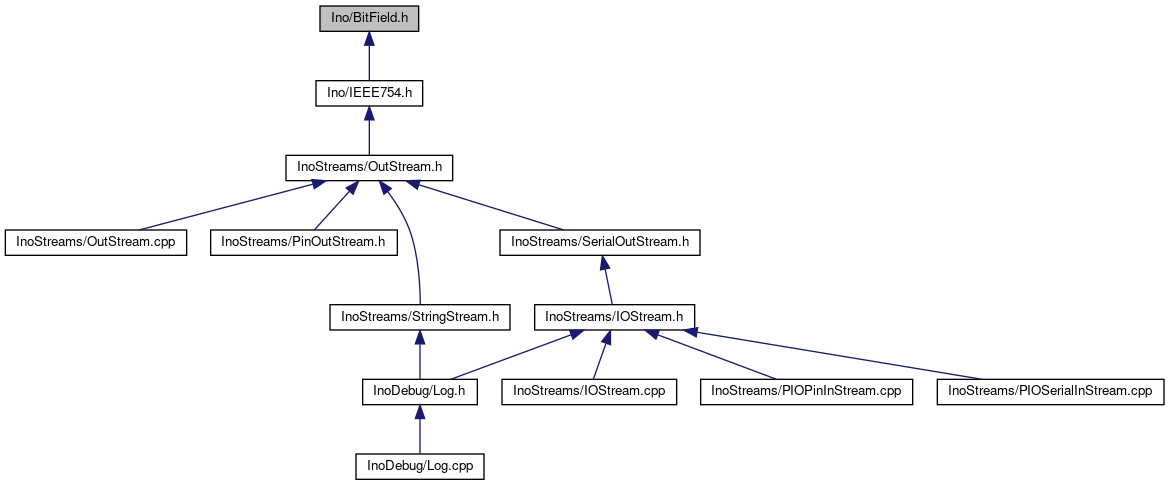 Ino/BitField.h
Ino/IEEE754.h
InoStreams/OutStream.h
InoStreams/OutStream.cpp
InoStreams/PinOutStream.h
InoStreams/SerialOutStream.h
InoStreams/StringStream.h
InoStreams/IOStream.h
InoDebug/Log.h
InoStreams/IOStream.cpp
InoStreams/PIOPinInStream.cpp
InoStreams/PIOSerialInStream.cpp
InoDebug/Log.cpp